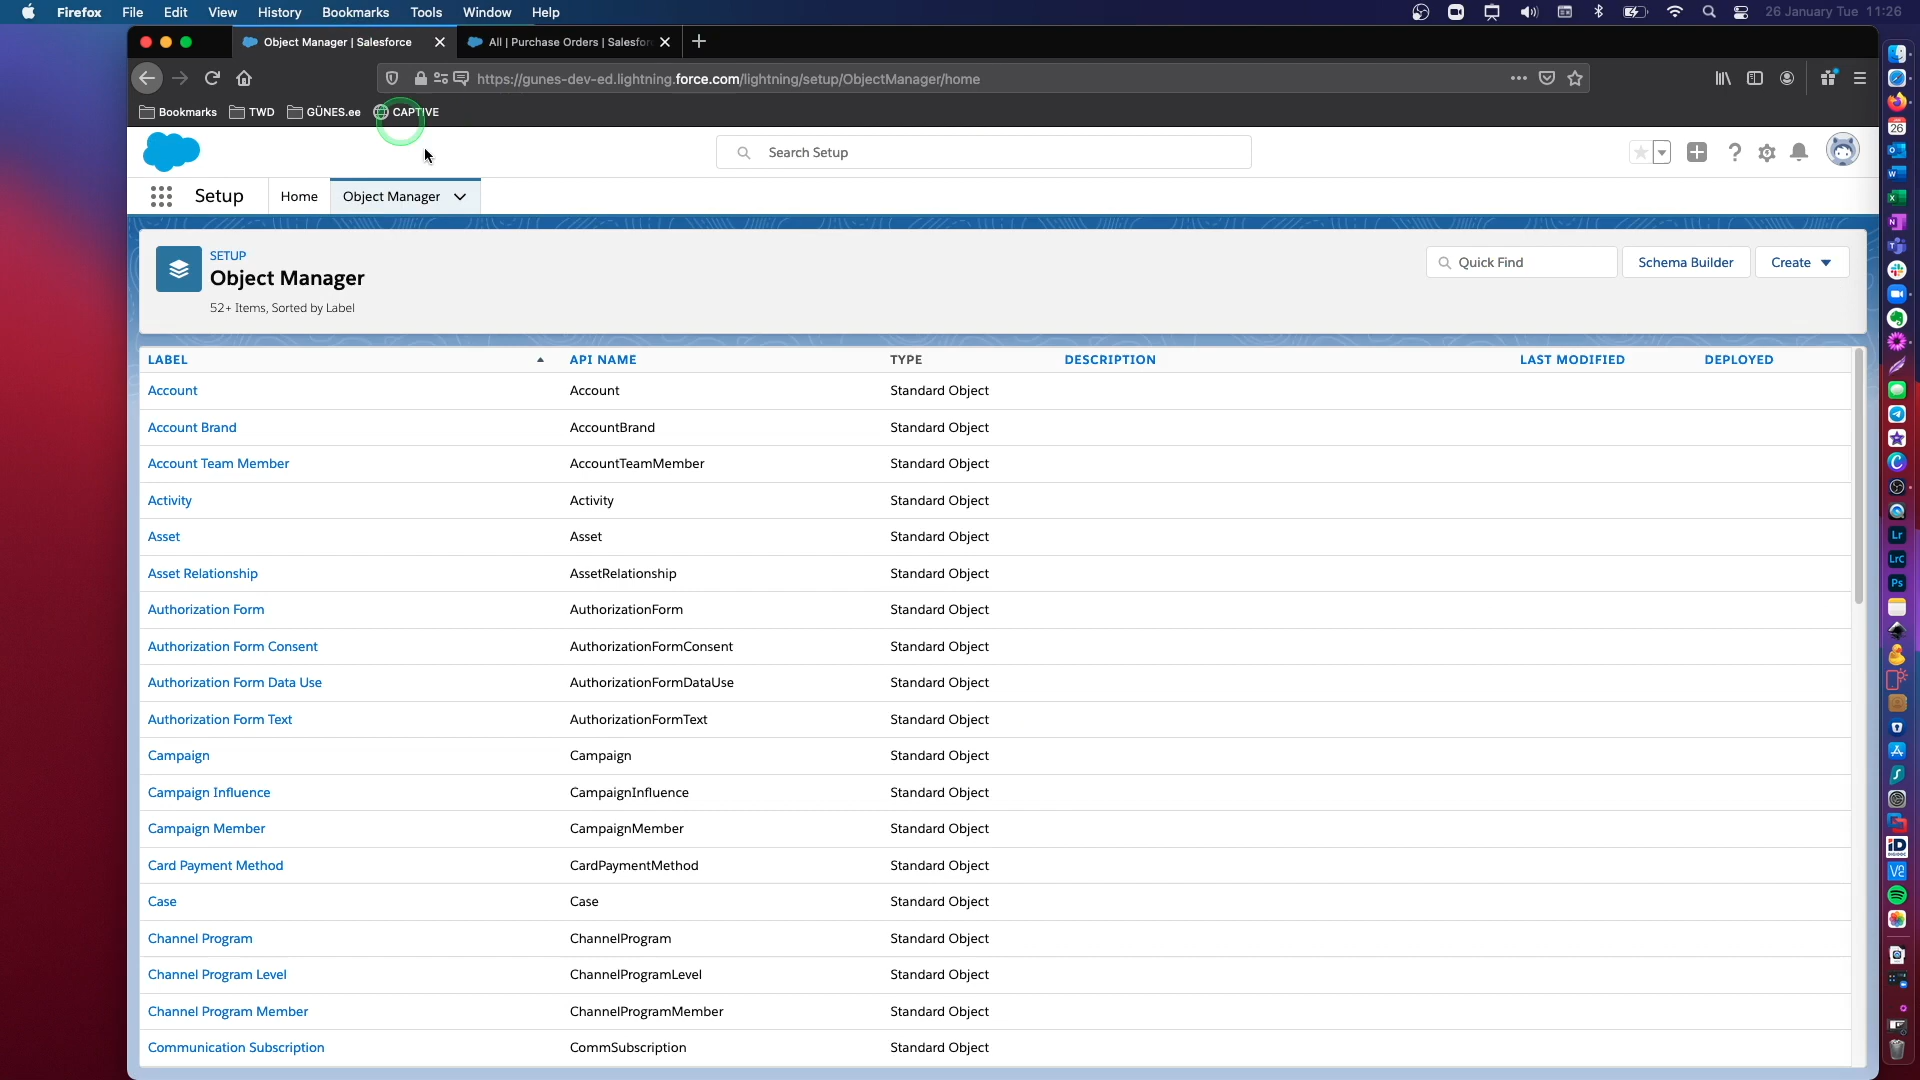 Firefox File Edit View History Bookmarks Tools Window Help 26 January Tue 11:26
Object Manager | Salesforce All | Purchase Orders | Salesfor
https://gunes-dev-ed.lightning.force.com/lightning/setup/ObjectManager/home
Bookmarks TWD GÜNES.ee CAPTIVE
Search Setup
Setup Home Object Manager
SETUP
Object Manager
52+ Items, Sorted by Label
Quick Find Schema Builder Create
LABEL API NAME TYPE DESCRIPTION LAST MODIFIED DEPLOYED
Account Account Standard Object
Account Brand AccountBrand Standard Object
Account Team Member AccountTeamMember Standard Object
Activity Activity Standard Object
Asset Asset Standard Object
Asset Relationship AssetRelationship Standard Object
Authorization Form AuthorizationForm Standard Object
Authorization Form Consent AuthorizationFormConsent Standard Object
Authorization Form Data Use AuthorizationFormDataUse Standard Object
Authorization Form Text AuthorizationFormText Standard Object
Campaign Campaign Standard Object
Campaign Influence CampaignInfluence Standard Object
Campaign Member CampaignMember Standard Object
Card Payment Method CardPaymentMethod Standard Object
Case Case Standard Object
Channel Program ChannelProgram Standard Object
Channel Program Level ChannelProgramLevel Standard Object
Channel Program Member ChannelProgramMember Standard Object
Communication Subscription CommSubscription Standard Object
26
Lr
LrC
Ps
iD